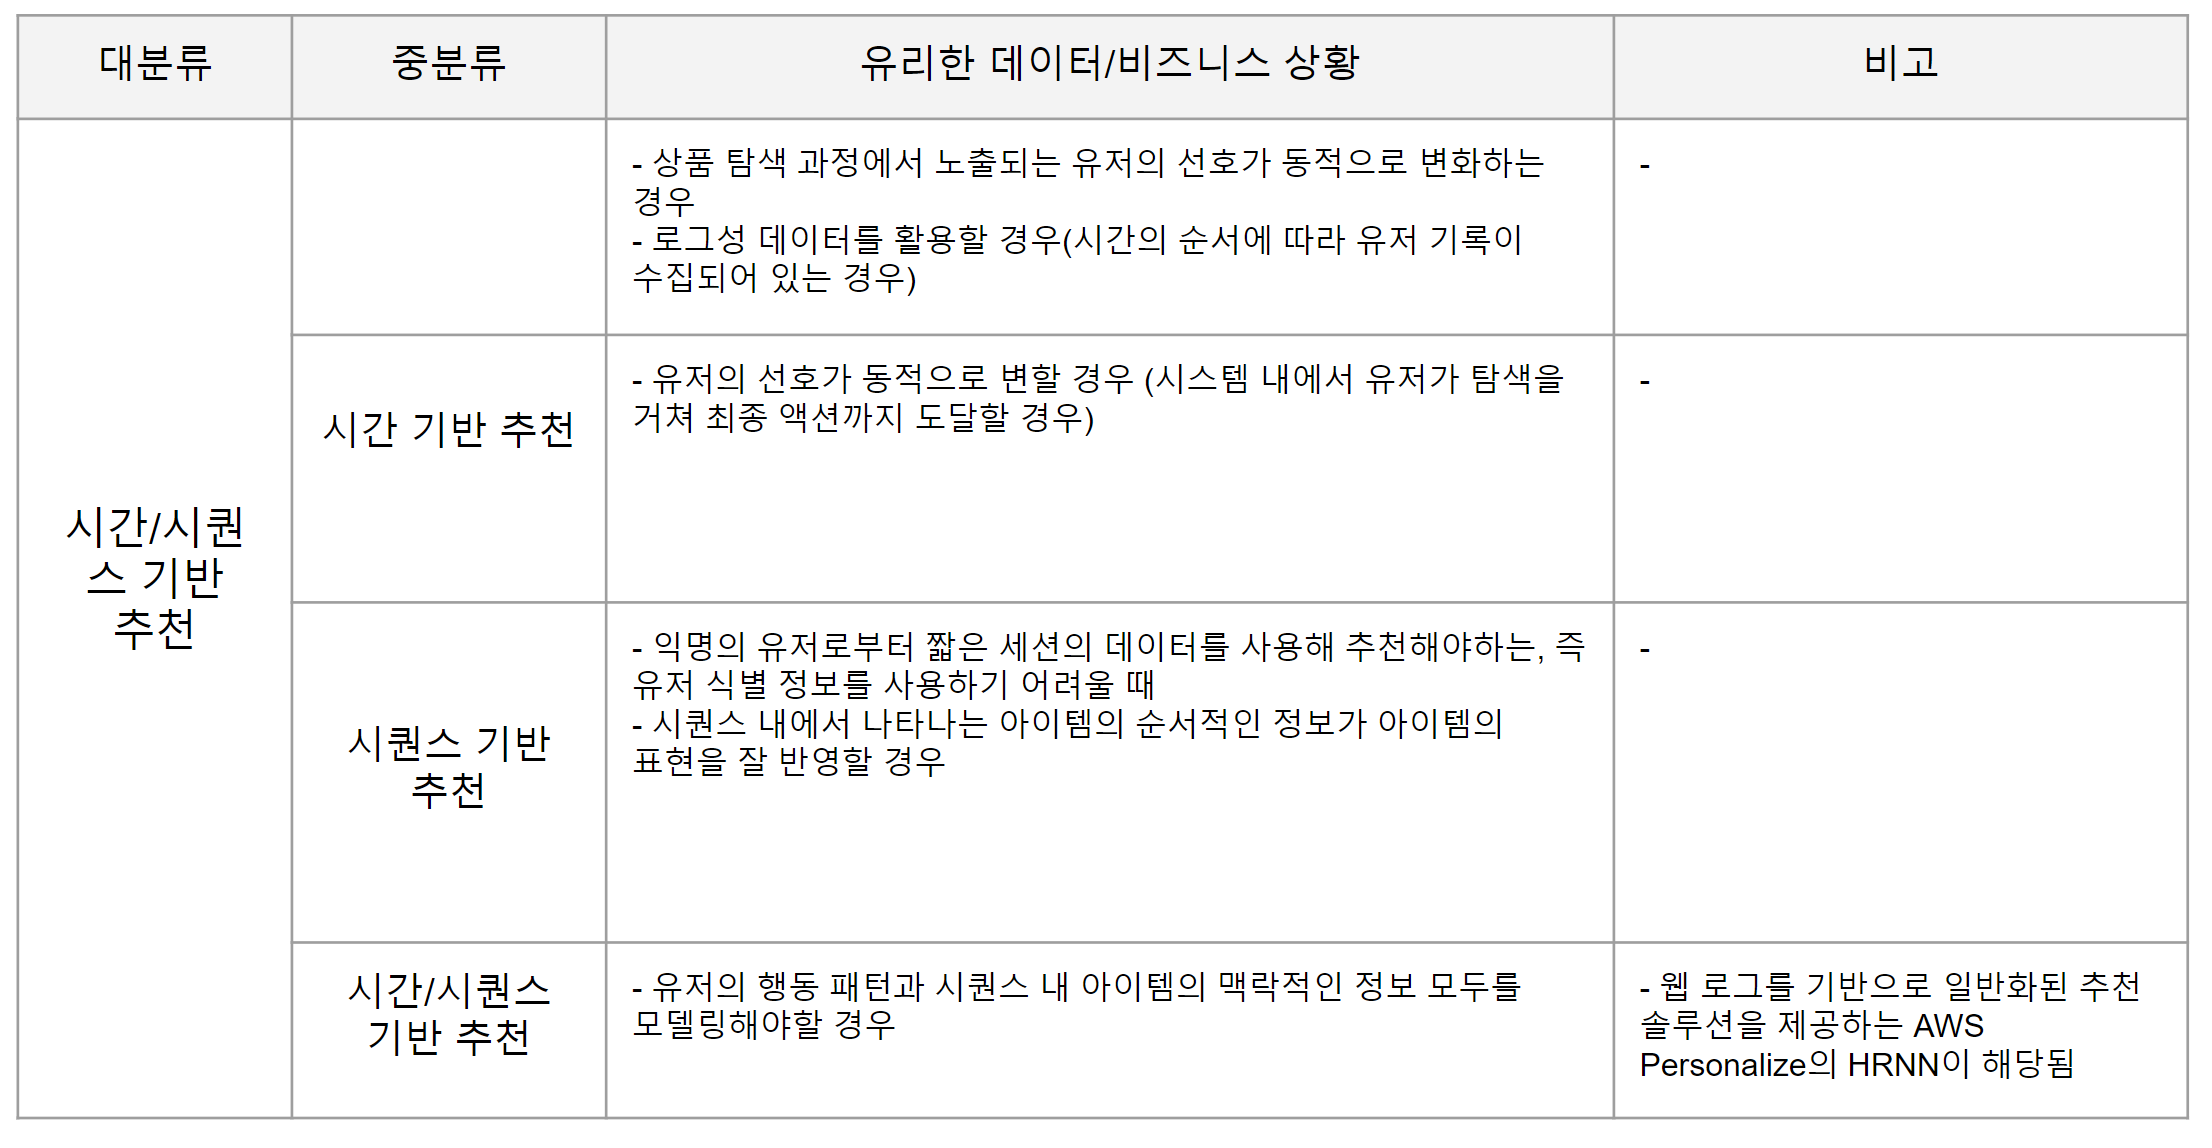 대분류
중분류
유리한 데이터/비즈니스 상황
비고
시간/시퀀
스 기반
추천
- 상품 탐색 과정에서 노출되는 유저의 선호가 동적으로 변화하는
경우
- 로그성 데이터를 활용할 경우(시간의 순서에 따라 유저 기록이
수집되어 있는 경우)
-
시간 기반 추천
- 유저의 선호가 동적으로 변할 경우 (시스템 내에서 유저가 탐색을
거쳐 최종 액션까지 도달할 경우)
-
시퀀스 기반
추천
- 익명의 유저로부터 짧은 세션의 데이터를 사용해 추천해야하는, 즉
유저 식별 정보를 사용하기 어려울 때
- 시퀀스 내에서 나타나는 아이템의 순서적인 정보가 아이템의
표현을 잘 반영할 경우
-
시간/시퀀스
기반 추천
- 유저의 행동 패턴과 시퀀스 내 아이템의 맥락적인 정보 모두를
모델링해야할 경우
- 웹 로그를 기반으로 일반화된 추천
솔루션을 제공하는 AWS
Personalize의 HRNN이 해당됨